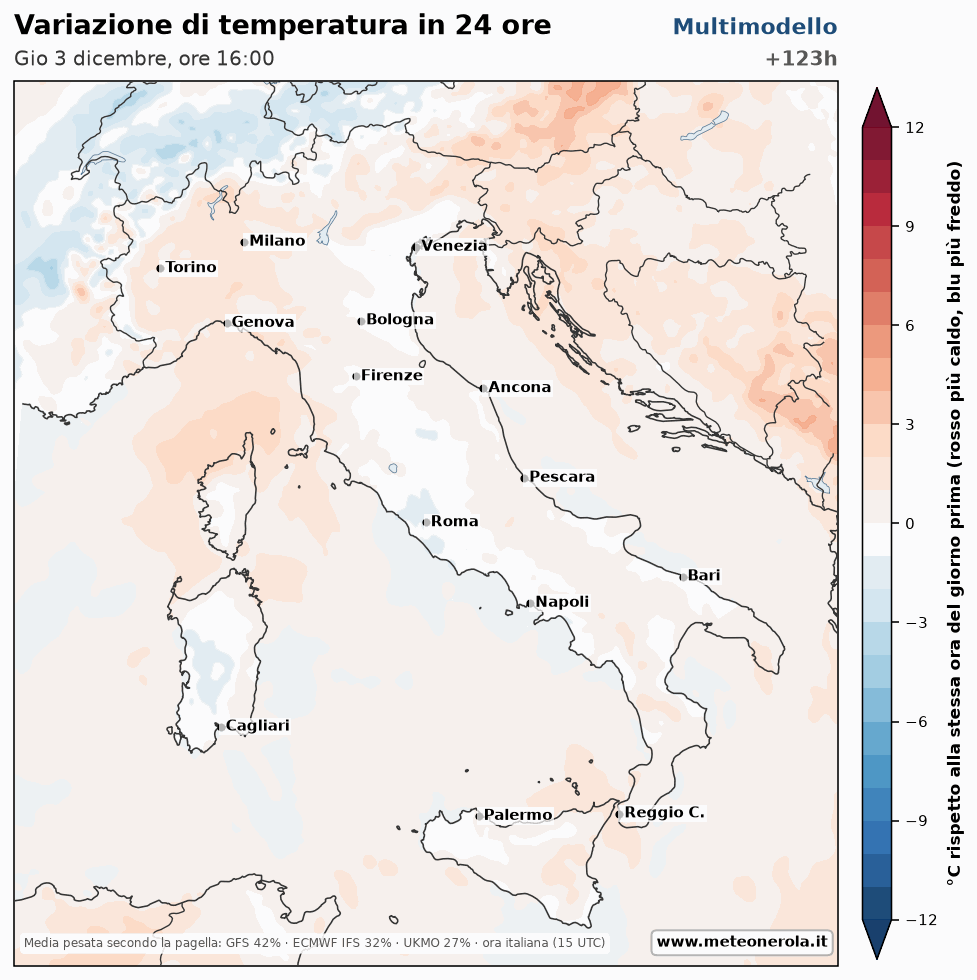 Variazione di temperatura in 24 ore
Multimodello
Gio 3 dicembre, ore 16:00
+123h
Milano
Venezia
Torino
Genova
Bologna
Firenze
Ancona
Pescara
Roma
Bari
Napoli
Cagliari
Palermo
Reggio C.
12
9
6
3
0
−3
−6
−9
−12
°C rispetto alla stessa ora del giorno prima (rosso più caldo, blu più freddo)
Media pesata secondo la pagella: GFS 42% · ECMWF IFS 32% · UKMO 27% · ora italiana (15 UTC)
www.meteonerola.it